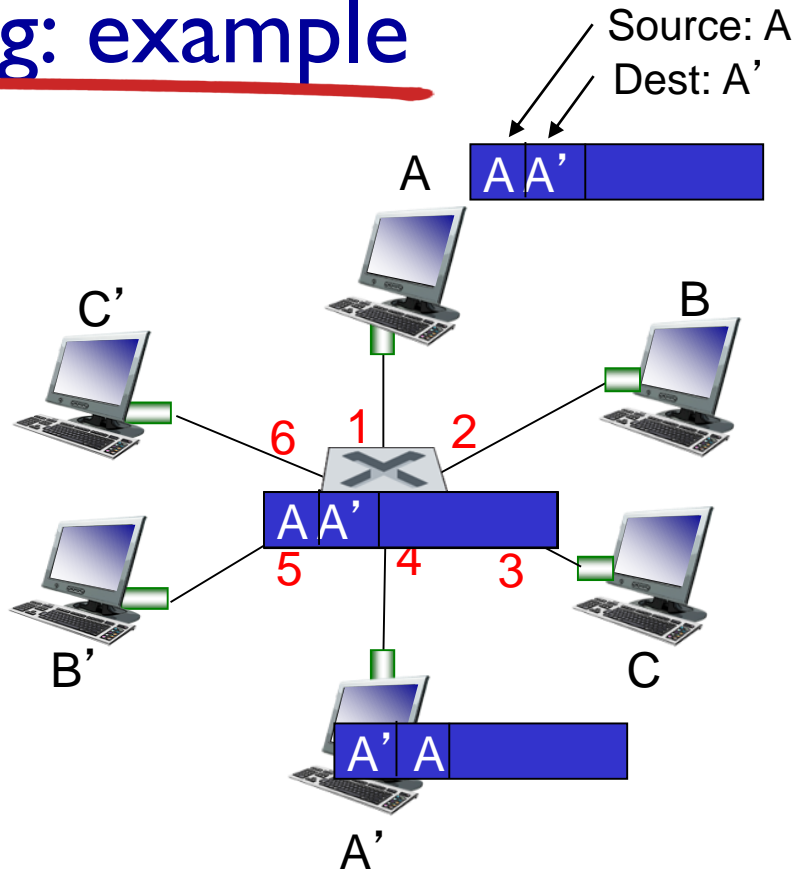 g: example
Source: A
Dest: A’
A
A A’
C’
B
6
1
2
A A’
5
4
3
B’
C
A’ A
A’